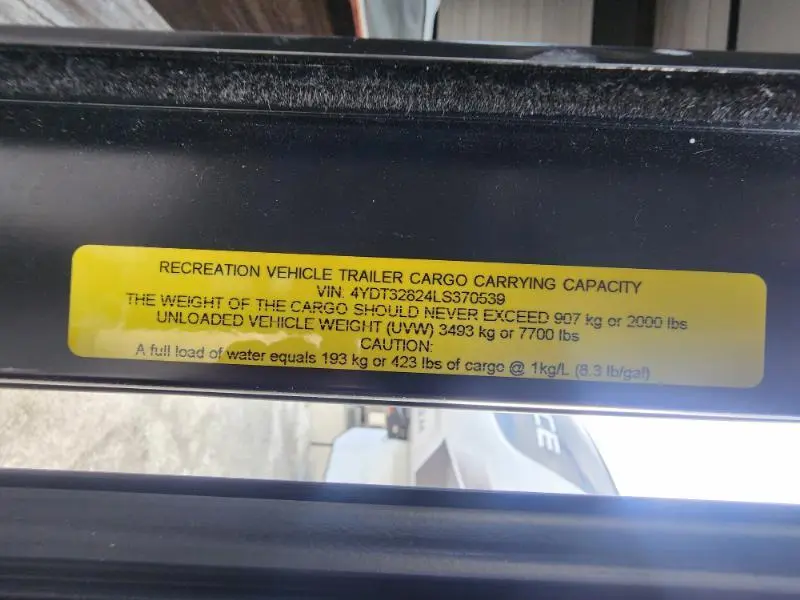 RECREATION VEHICLE TRAILER CARGO CARRYING CAPACITY
VIN: 4YDT32824LS370539
THE WEIGHT OF THE CARGO SHOULD NEVER EXCEED 907 kg or 2000 lbs
UNLOADED VEHICLE WEIGHT (UVW) 3493 kg or 7700 lbs
CAUTION:
A full load of water equals 193 kg or 423 lbs of cargo @ 1kg/L (8.3 lb/gal)
CE